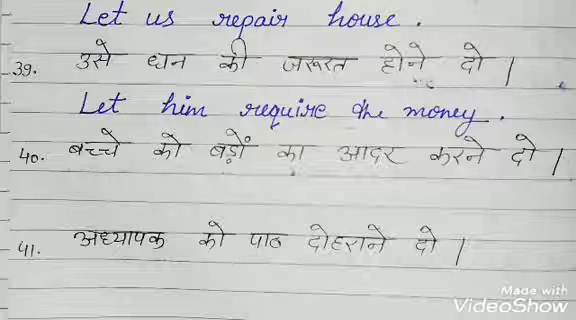 Let us repair house.
39. उसे धन की जरूरत होने दो |
Let him require the money.
40. बच्चे को बड़ों का आदर करने दो |
41. अध्यापक को पाठ दोहराने दो |
Made with
VideoShow